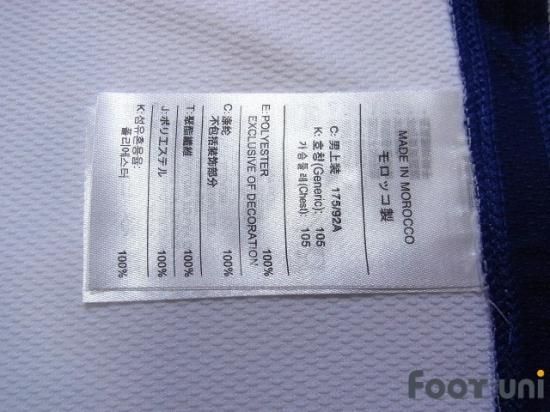 MADE IN MOROCCO
モロッコ製
C: 男上装 175/92A
K: 호칭(Generic): 105
가슴둘레(Chest): 105
E: POLYESTER 100%
EXCLUSIVE OF DECORATION
C: 涤纶 100%
不包括装饰部分
T: 聚酯纖維 100%
J: ポリエステル 100%
K: 섬유혼용율:
폴리에스터 100%
FOOT uni